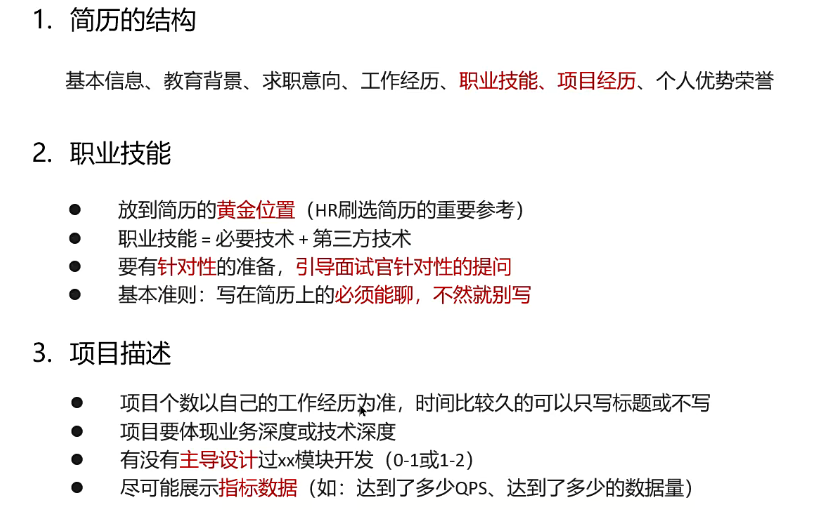 1. 简历的结构
基本信息、教育背景、求职意向、工作经历、职业技能、项目经历、个人优势荣誉
2. 职业技能
● 放到简历的黄金位置（HR刷选简历的重要参考）
● 职业技能 = 必要技术 + 第三方技术
● 要有针对性的准备，引导面试官针对性的提问
● 基本准则：写在简历上的必须能聊，不然就别写
3. 项目描述
● 项目个数以自己的工作经历为准，时间比较久的可以只写标题或不写
● 项目要体现业务深度或技术深度
● 有没有主导设计过xx模块开发（0-1或1-2）
● 尽可能展示指标数据（如：达到了多少QPS、达到了多少的数据量）